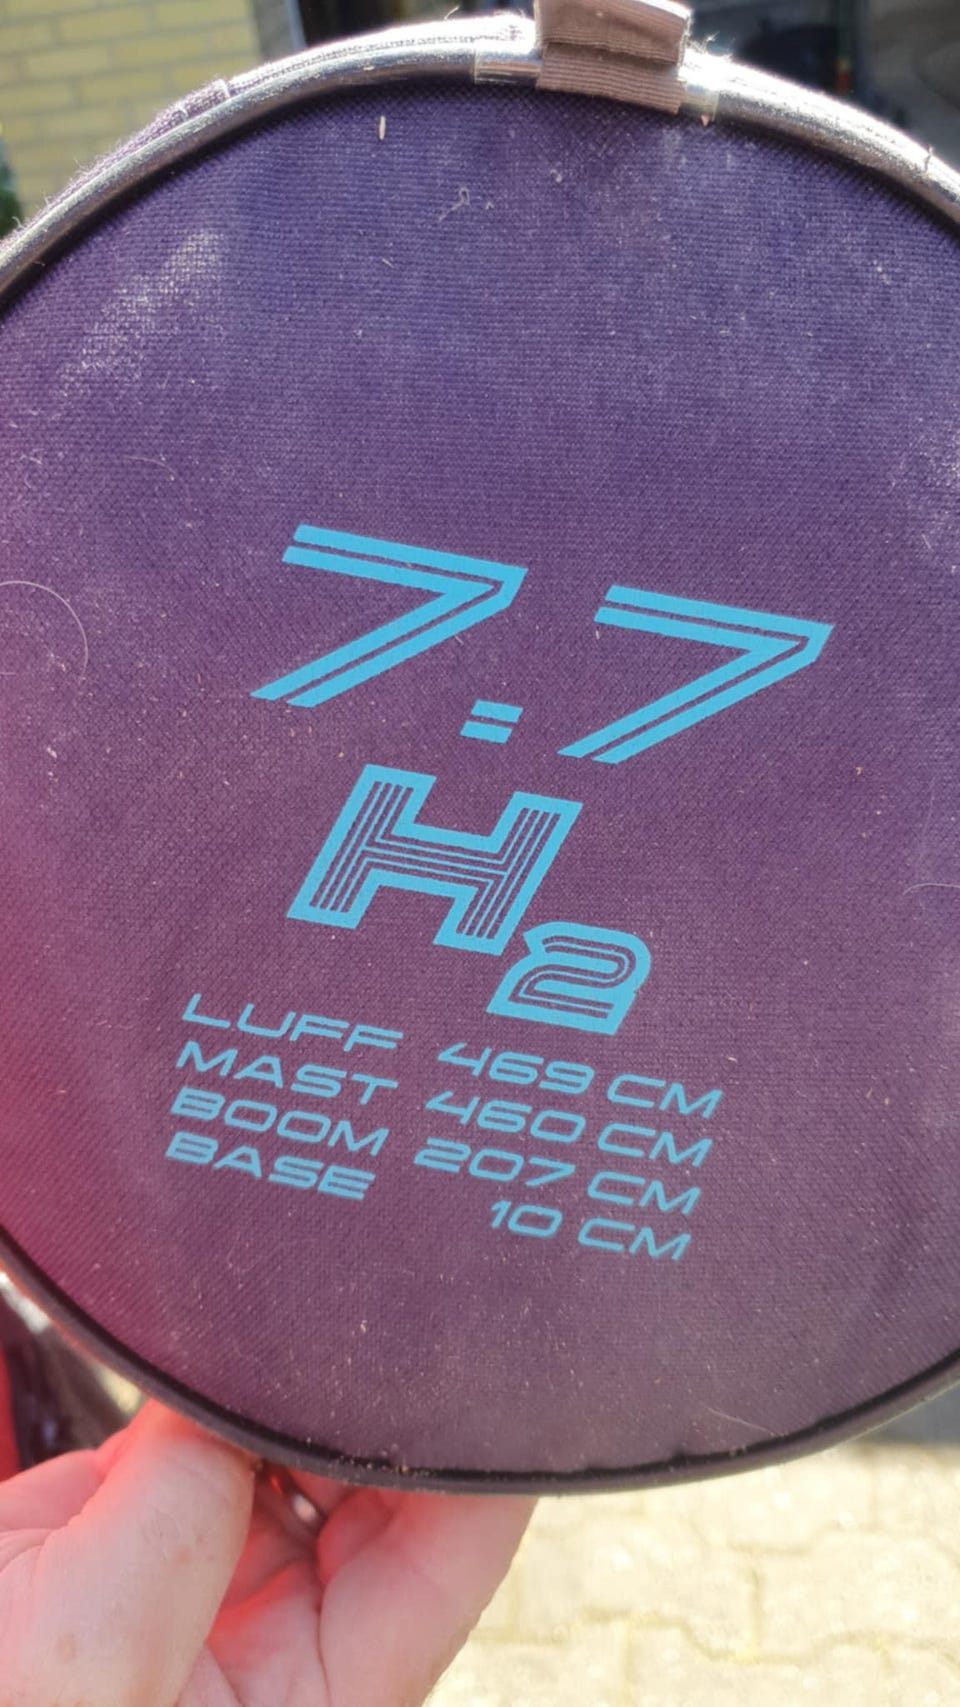 7.7
H2
LUFF 469 CM
MAST 460 CM
BOOM 207 CM
BASE 10 CM